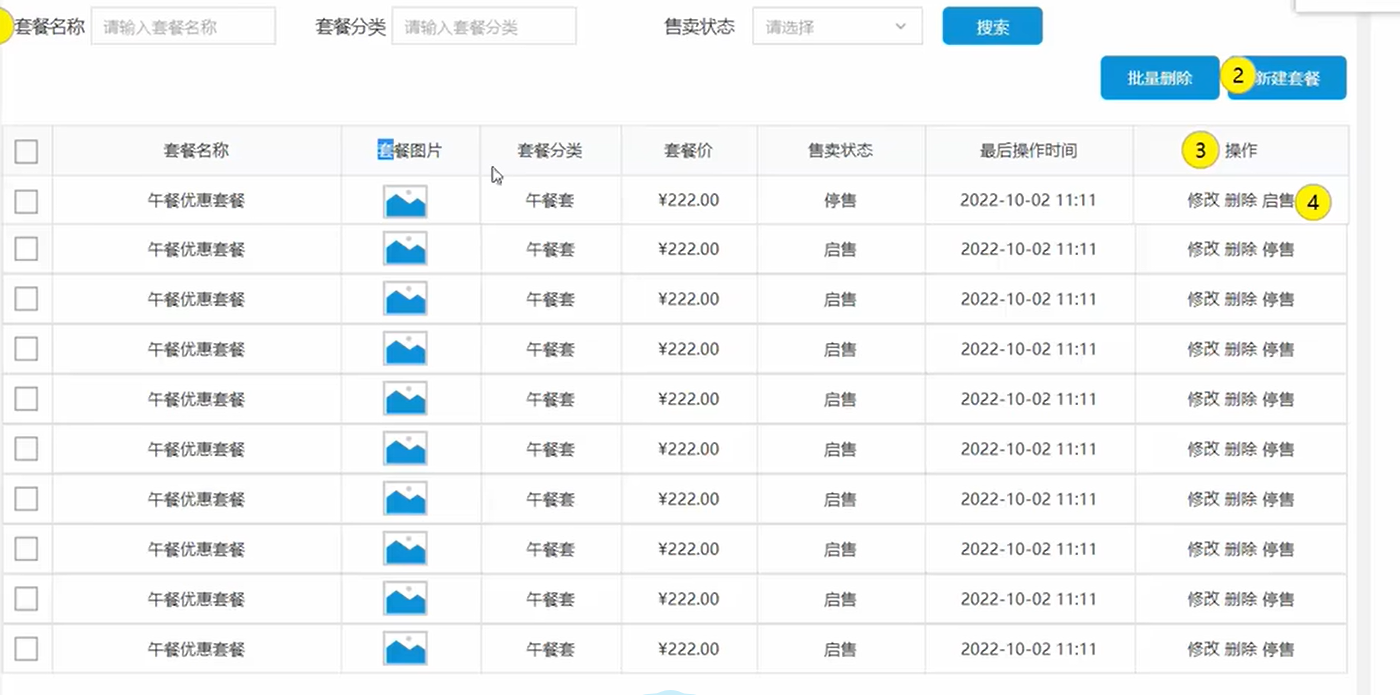 套餐名称 请输入套餐名称 套餐分类 请输入套餐分类 售卖状态 请选择 搜索
批量删除 2 新建套餐
套餐名称 套餐图片 套餐分类 套餐价 售卖状态 最后操作时间 3 操作
午餐优惠套餐 午餐套 ¥222.00 停售 2022-10-02 11:11 修改 删除 启售 4
午餐优惠套餐 午餐套 ¥222.00 启售 2022-10-02 11:11 修改 删除 停售
午餐优惠套餐 午餐套 ¥222.00 启售 2022-10-02 11:11 修改 删除 停售
午餐优惠套餐 午餐套 ¥222.00 启售 2022-10-02 11:11 修改 删除 停售
午餐优惠套餐 午餐套 ¥222.00 启售 2022-10-02 11:11 修改 删除 停售
午餐优惠套餐 午餐套 ¥222.00 启售 2022-10-02 11:11 修改 删除 停售
午餐优惠套餐 午餐套 ¥222.00 启售 2022-10-02 11:11 修改 删除 停售
午餐优惠套餐 午餐套 ¥222.00 启售 2022-10-02 11:11 修改 删除 停售
午餐优惠套餐 午餐套 ¥222.00 启售 2022-10-02 11:11 修改 删除 停售
午餐优惠套餐 午餐套 ¥222.00 启售 2022-10-02 11:11 修改 删除 停售